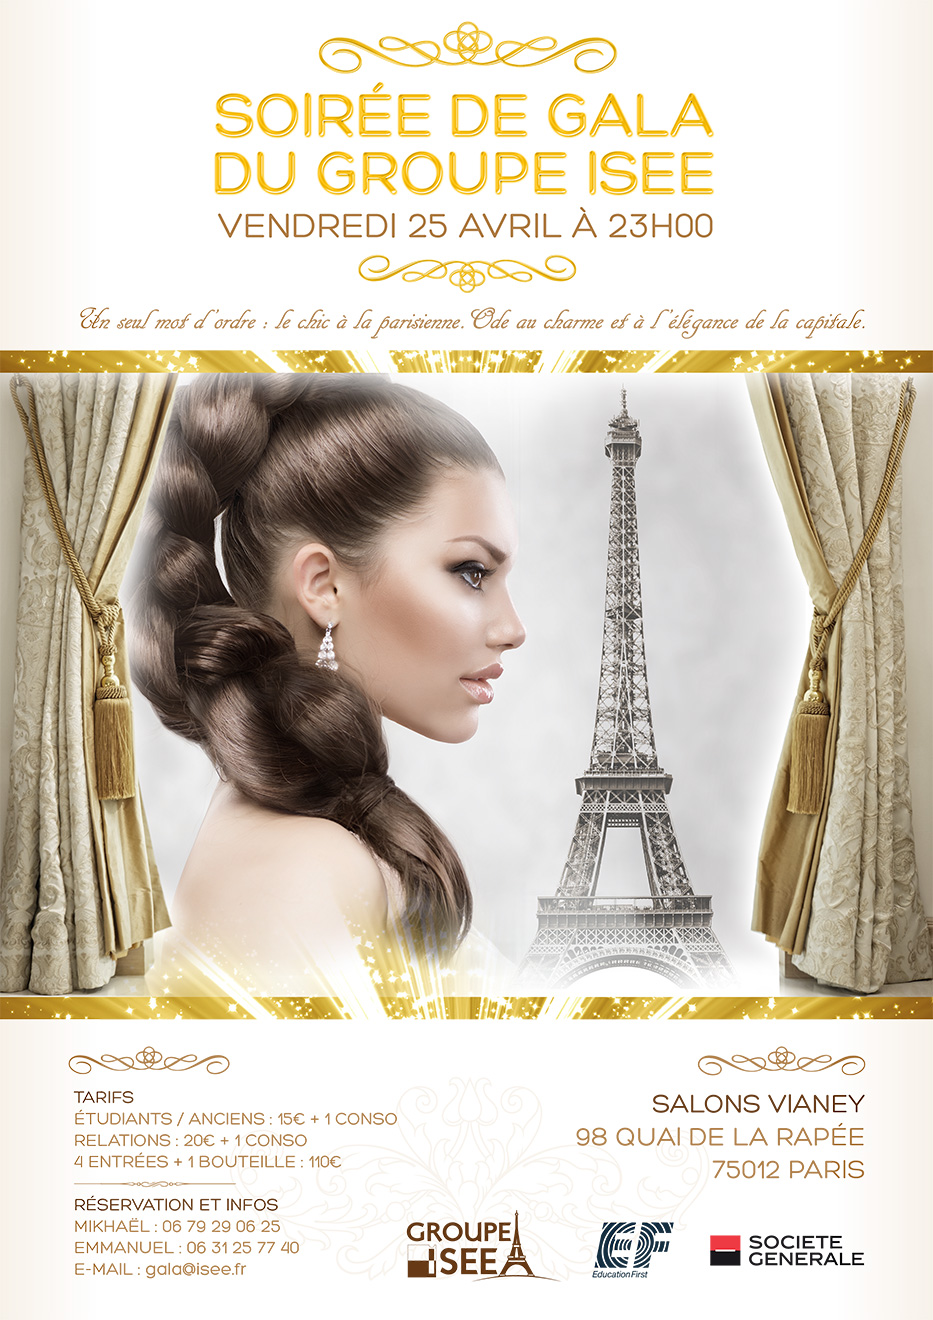 SOIRÉE DE GALA
DU GROUPE ISEE
VENDREDI 25 AVRIL À 23H00
Un seul mot d'ordre : le chic à la parisienne. Ode au charme et à l'élégance de la capitale.
TARIFS
ÉTUDIANTS / ANCIENS : 15€ + 1 CONSO
RELATIONS : 20€ + 1 CONSO
4 ENTRÉES + 1 BOUTEILLE : 110€
RÉSERVATION ET INFOS
MIKHAËL : 06 79 29 06 25
EMMANUEL : 06 31 25 77 40
E-MAIL : gala@isee.fr
SALONS VIANEY
98 QUAI DE LA RAPÉE
75012 PARIS
GROUPE
ISEE
EF
Education First
SOCIETE
GENERALE